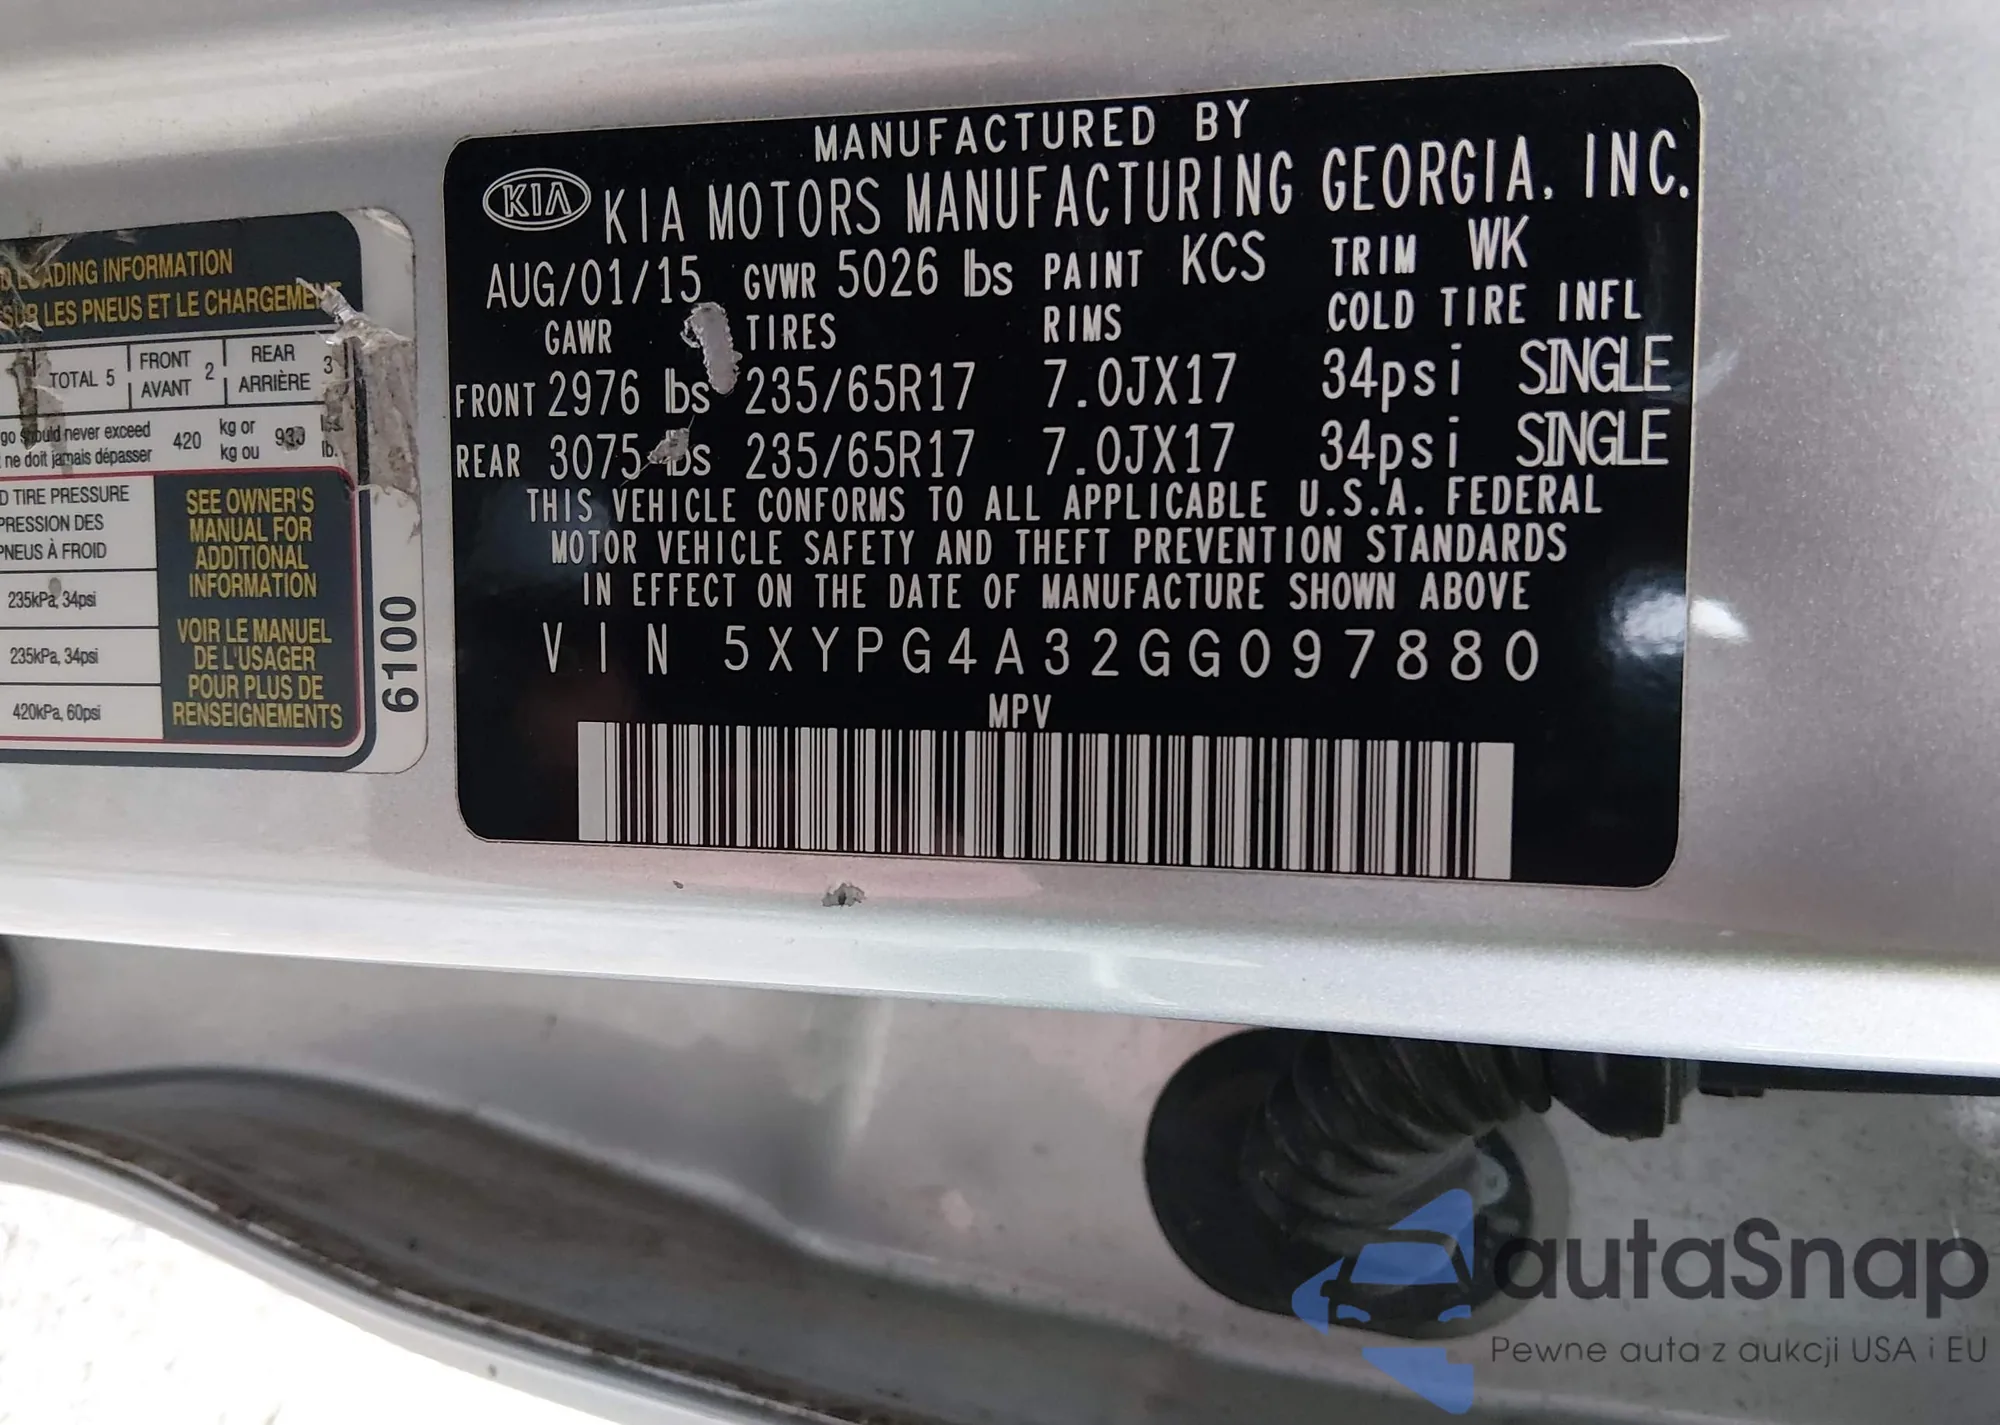 MANUFACTURED BY
KIA KIA MOTORS MANUFACTURING GEORGIA, INC.
AUG/01/15 GVWR 5026 lbs PAINT KCS TRIM WK
GAWR TIRES RIMS COLD TIRE INFL
FRONT 2976 lbs 235/65R17 7.0JX17 34psi SINGLE
REAR 3075 lbs 235/65R17 7.0JX17 34psi SINGLE
THIS VEHICLE CONFORMS TO ALL APPLICABLE U.S.A. FEDERAL
MOTOR VEHICLE SAFETY AND THEFT PREVENTION STANDARDS
IN EFFECT ON THE DATE OF MANUFACTURE SHOWN ABOVE
VIN 5XYPG4A32GG097880
MPV
LOADING INFORMATION
SUR LES PNEUS ET LE CHARGEMENT
TOTAL 5 FRONT AVANT 2 REAR ARRIÈRE 3
should never exceed 420 kg or
ne doit jamais dépasser kg ou
D TIRE PRESSURE
PRESSION DES
PNEUS À FROID
235kPa, 34psi
235kPa, 34psi
420kPa, 60psi
SEE OWNER'S
MANUAL FOR
ADDITIONAL
INFORMATION
VOIR LE MANUEL
DE L'USAGER
POUR PLUS DE
RENSEIGNEMENTS
6100
autaSnap
Pewne auta z aukcji USA i EU